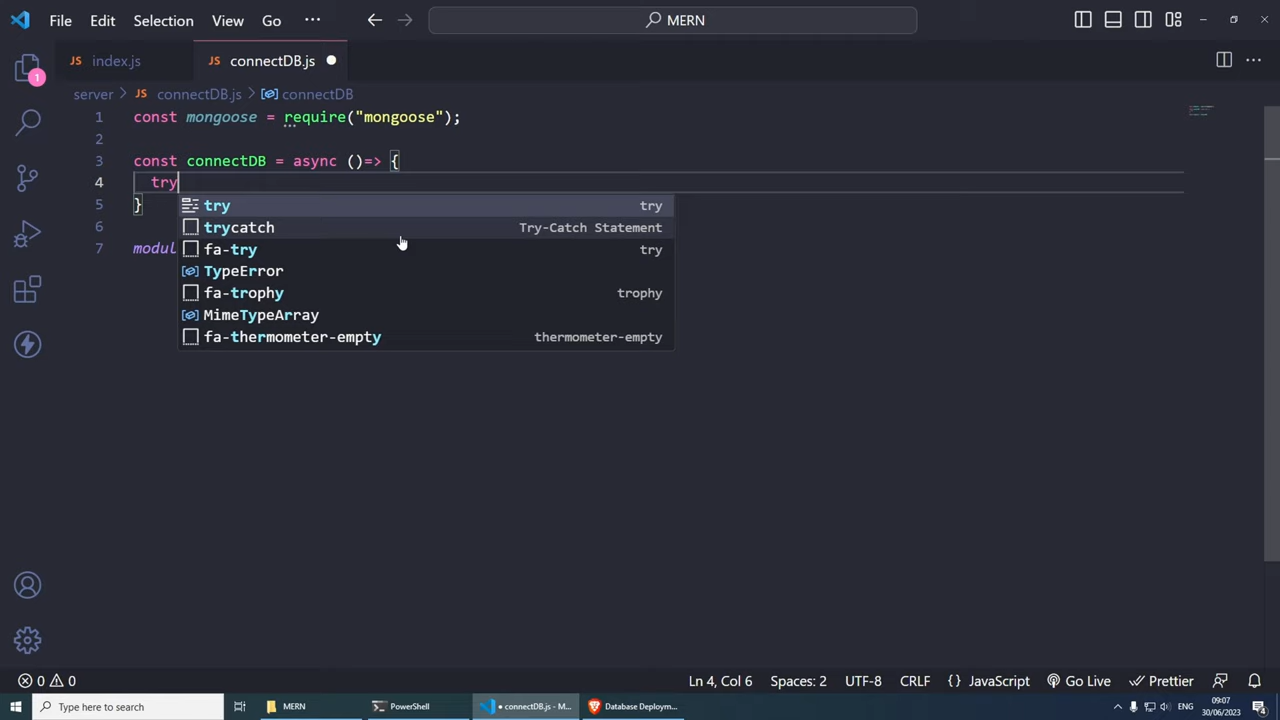 File Edit Selection View Go ··· MERN
JS index.js JS connectDB.js
server > JS connectDB.js > connectDB
1 const mongoose = require("mongoose");
2
3 const connectDB = async ()=> {
4 try
5 }
6
7 modul
try try
trycatch Try-Catch Statement
fa-try try
TypeError
fa-trophy trophy
MimeTypeArray
fa-thermometer-empty thermometer-empty
1
0 0 Ln 4, Col 6 Spaces: 2 UTF-8 CRLF {} JavaScript Go Live Prettier
Type here to search MERN PowerShell • connectDB.js - M... Database Deploym... ENG 09:07
30/06/2023 4